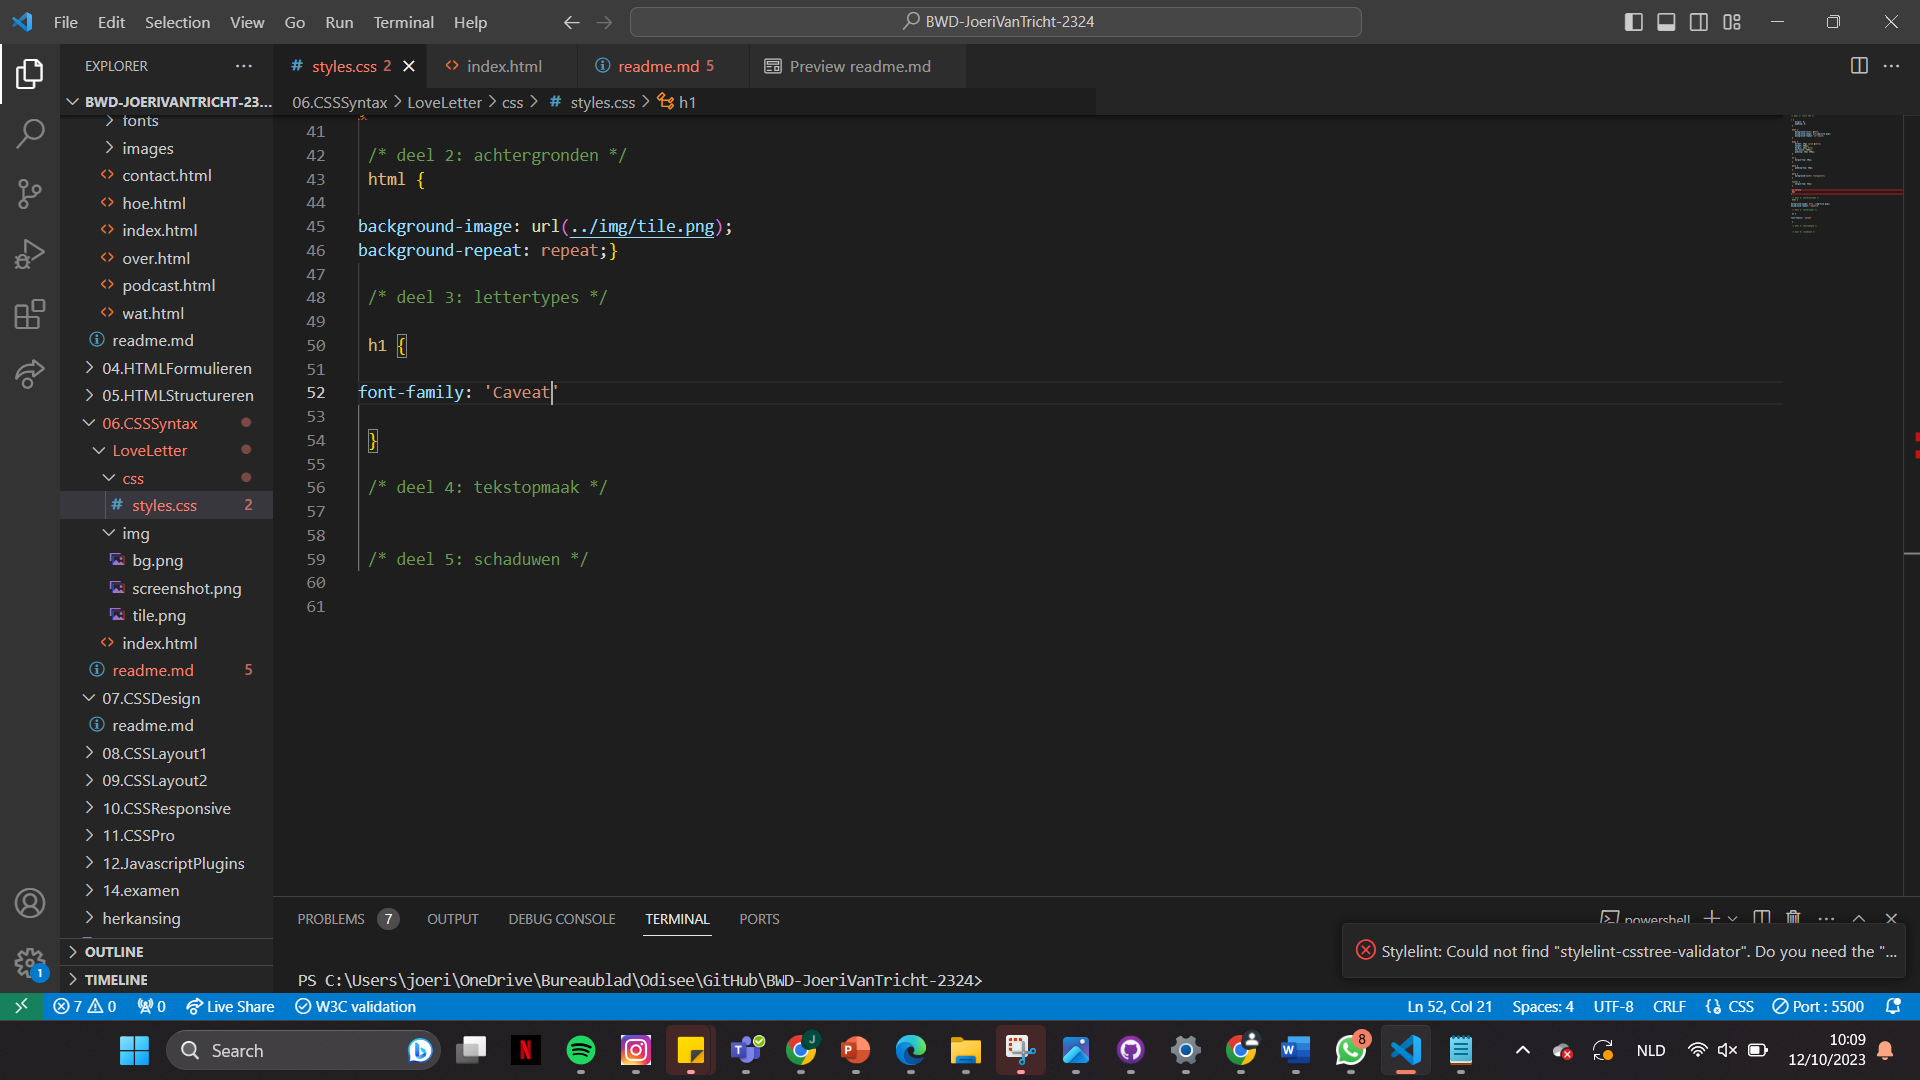 File Edit Selection View Go Run Terminal Help
BWD-JoeriVanTricht-2324
EXPLORER
styles.css 2
index.html
readme.md 5
Preview readme.md
BWD-JOERIVANTRICHT-23...
06.CSSSyntax > LoveLetter > css > # styles.css > h1
fonts
images
contact.html
hoe.html
index.html
over.html
podcast.html
wat.html
readme.md
04.HTMLFormulieren
05.HTMLStructureren
06.CSSSyntax
LoveLetter
css
# styles.css 2
img
bg.png
screenshot.png
tile.png
index.html
readme.md 5
07.CSSDesign
readme.md
08.CSSLayout1
09.CSSLayout2
10.CSSResponsive
11.CSSPro
12.JavascriptPlugins
14.examen
herkansing
OUTLINE
TIMELINE
41
42 /* deel 2: achtergronden */
43 html {
44
45 background-image: url(../img/tile.png);
46 background-repeat: repeat;}
47
48 /* deel 3: lettertypes */
49
50 h1 {
51
52 font-family: 'Caveat'
53
54 }
55
56 /* deel 4: tekstopmaak */
57
58
59 /* deel 5: schaduwen */
60
61
PROBLEMS 7 OUTPUT DEBUG CONSOLE TERMINAL PORTS
powershell
Stylelint: Could not find "stylelint-csstree-validator". Do you need the "...
PS C:\Users\joeri\OneDrive\Bureaublad\Odisee\GitHub\BWD-JoeriVanTricht-2324>
1
7 0 0 Live Share W3C validation
Ln 52, Col 21 Spaces: 4 UTF-8 CRLF {} CSS Port : 5500
Search
8
NLD
10:09
12/10/2023